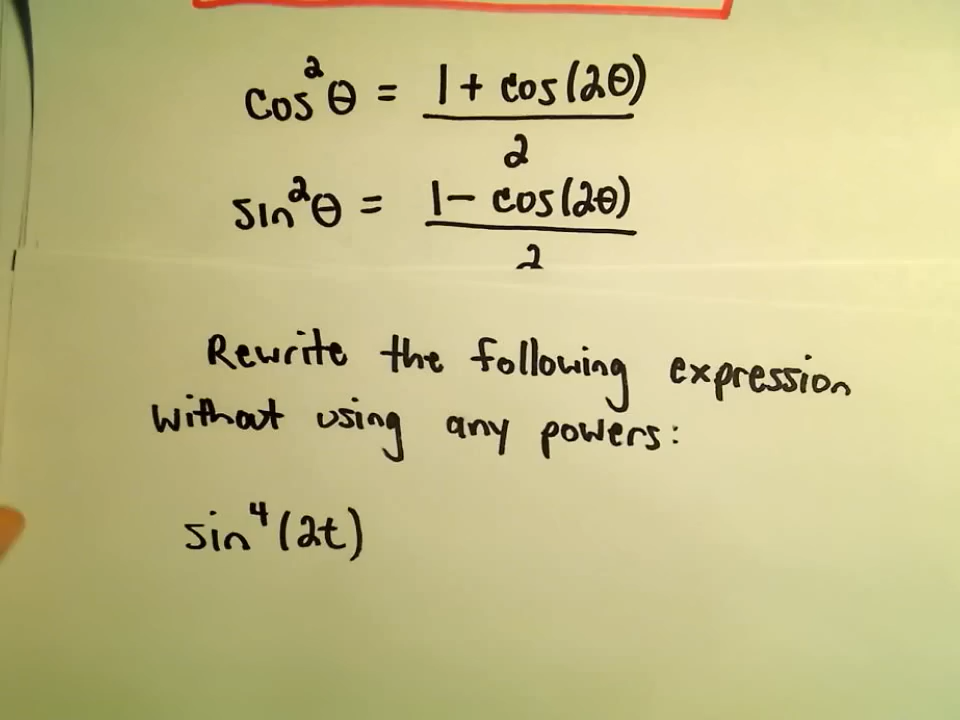 cos²θ = 1 + cos(2θ) / 2
sin²θ = 1 - cos(2θ) / 2
Rewrite the following expression
without using any powers:
sin⁴(2t)